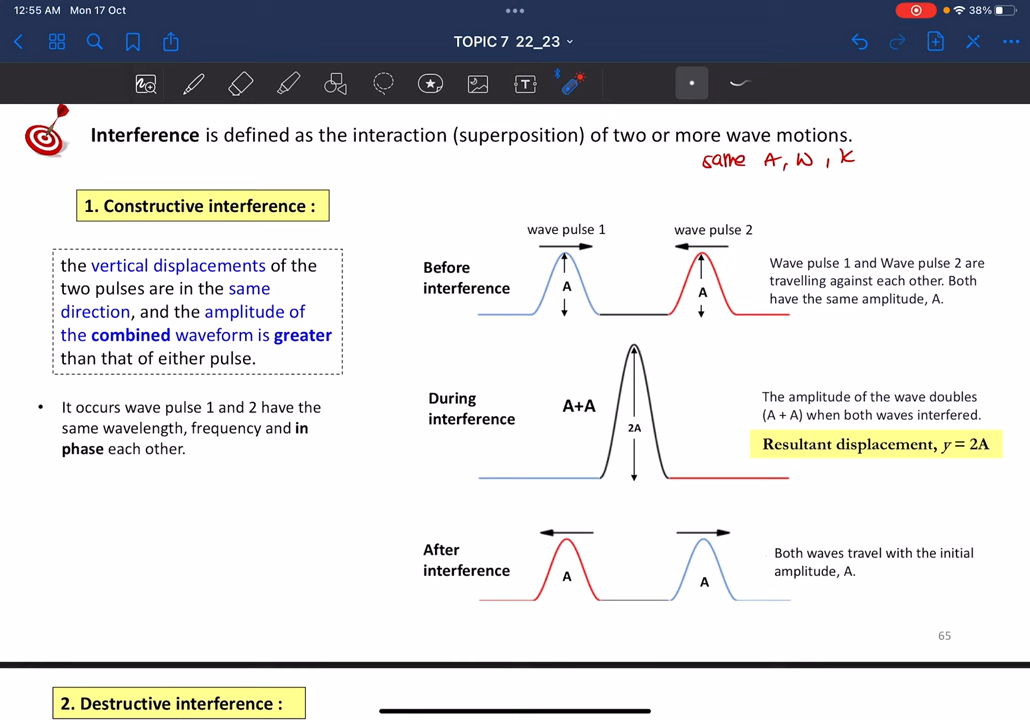 12:55 AM Mon 17 Oct
38%
TOPIC 7 22_23
T
Interference is defined as the interaction (superposition) of two or more wave motions.
same A, W, K
1. Constructive interference :
the vertical displacements of the
two pulses are in the same
direction, and the amplitude of
the combined waveform is greater
than that of either pulse.
• It occurs wave pulse 1 and 2 have the
same wavelength, frequency and in
phase each other.
wave pulse 1
wave pulse 2
Before
interference
A
A
Wave pulse 1 and Wave pulse 2 are
travelling against each other. Both
have the same amplitude, A.
During
interference
A+A
2A
The amplitude of the wave doubles
(A + A) when both waves interfered.
Resultant displacement, y = 2A
After
interference
A
A
Both waves travel with the initial
amplitude, A.
65
2. Destructive interference :